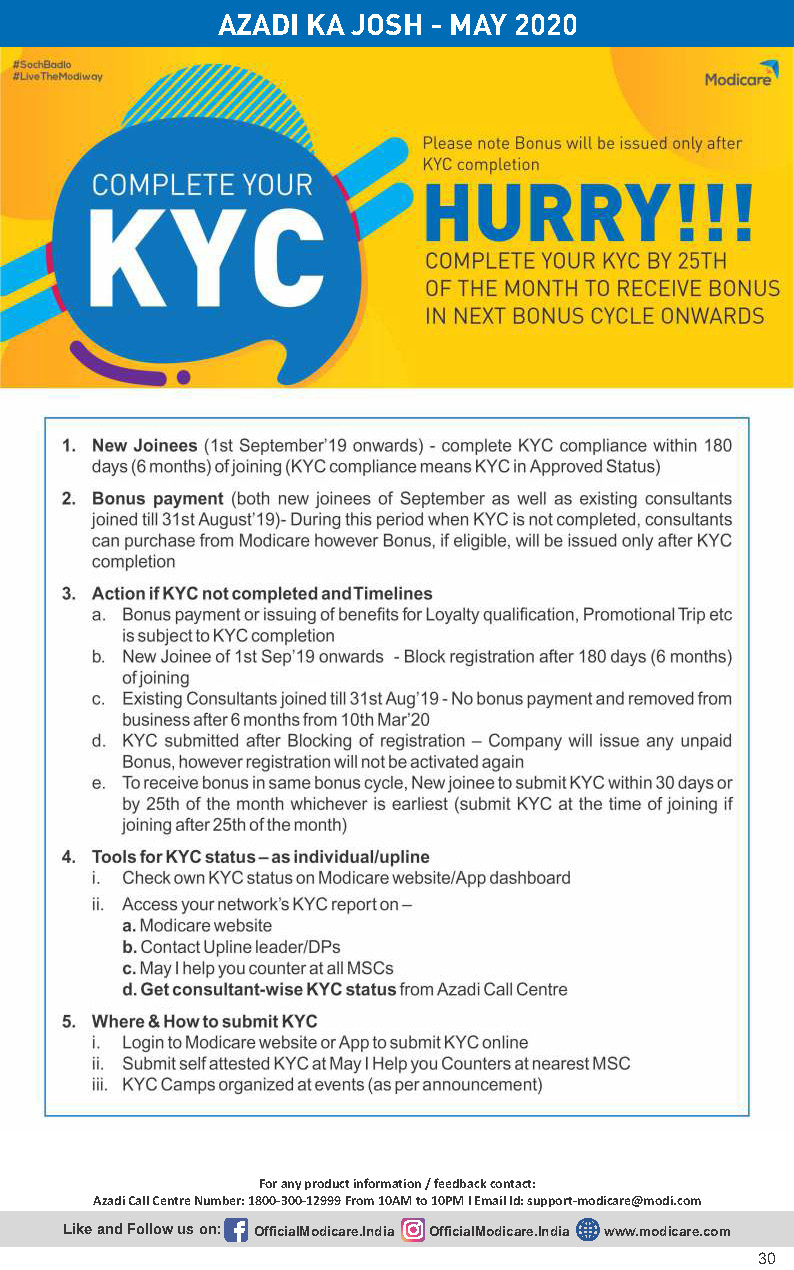 AZADI KA JOSH - MAY 2020
#SochBadlo
#LiveTheModiway
Modicare
COMPLETE YOUR
KYC
Please note Bonus will be issued only after
KYC completion
HURRY!!!
COMPLETE YOUR KYC BY 25TH
OF THE MONTH TO RECEIVE BONUS
IN NEXT BONUS CYCLE ONWARDS
1. New Joinees (1st September'19 onwards) - complete KYC compliance within 180
days (6 months) of joining (KYC compliance means KYC in Approved Status)
2. Bonus payment (both new joinees of September as well as existing consultants
joined till 31st August'19)- During this period when KYC is not completed, consultants
can purchase from Modicare however Bonus, if eligible, will be issued only after KYC
completion
3. Action if KYC not completed and Timelines
a. Bonus payment or issuing of benefits for Loyalty qualification, Promotional Trip etc
is subject to KYC completion
b. New Joinee of 1st Sep'19 onwards - Block registration after 180 days (6 months)
of joining
c. Existing Consultants joined till 31st Aug'19 - No bonus payment and removed from
business after 6 months from 10th Mar'20
d. KYC submitted after Blocking of registration – Company will issue any unpaid
Bonus, however registration will not be activated again
e. To receive bonus in same bonus cycle, New joinee to submit KYC within 30 days or
by 25th of the month whichever is earliest (submit KYC at the time of joining if
joining after 25th of the month)
4. Tools for KYC status – as individual/upline
i. Check own KYC status on Modicare website/App dashboard
ii. Access your network's KYC report on –
a. Modicare website
b. Contact Upline leader/DPs
c. May I help you counter at all MSCs
d. Get consultant-wise KYC status from Azadi Call Centre
5. Where & How to submit KYC
i. Login to Modicare website or App to submit KYC online
ii. Submit self attested KYC at May I Help you Counters at nearest MSC
iii. KYC Camps organized at events (as per announcement)
For any product information / feedback contact:
Azadi Call Centre Number: 1800-300-12999 From 10AM to 10PM I Email Id: support-modicare@modi.com
Like and Follow us on: OfficialModicare.India OfficialModicare.India www.modicare.com
30